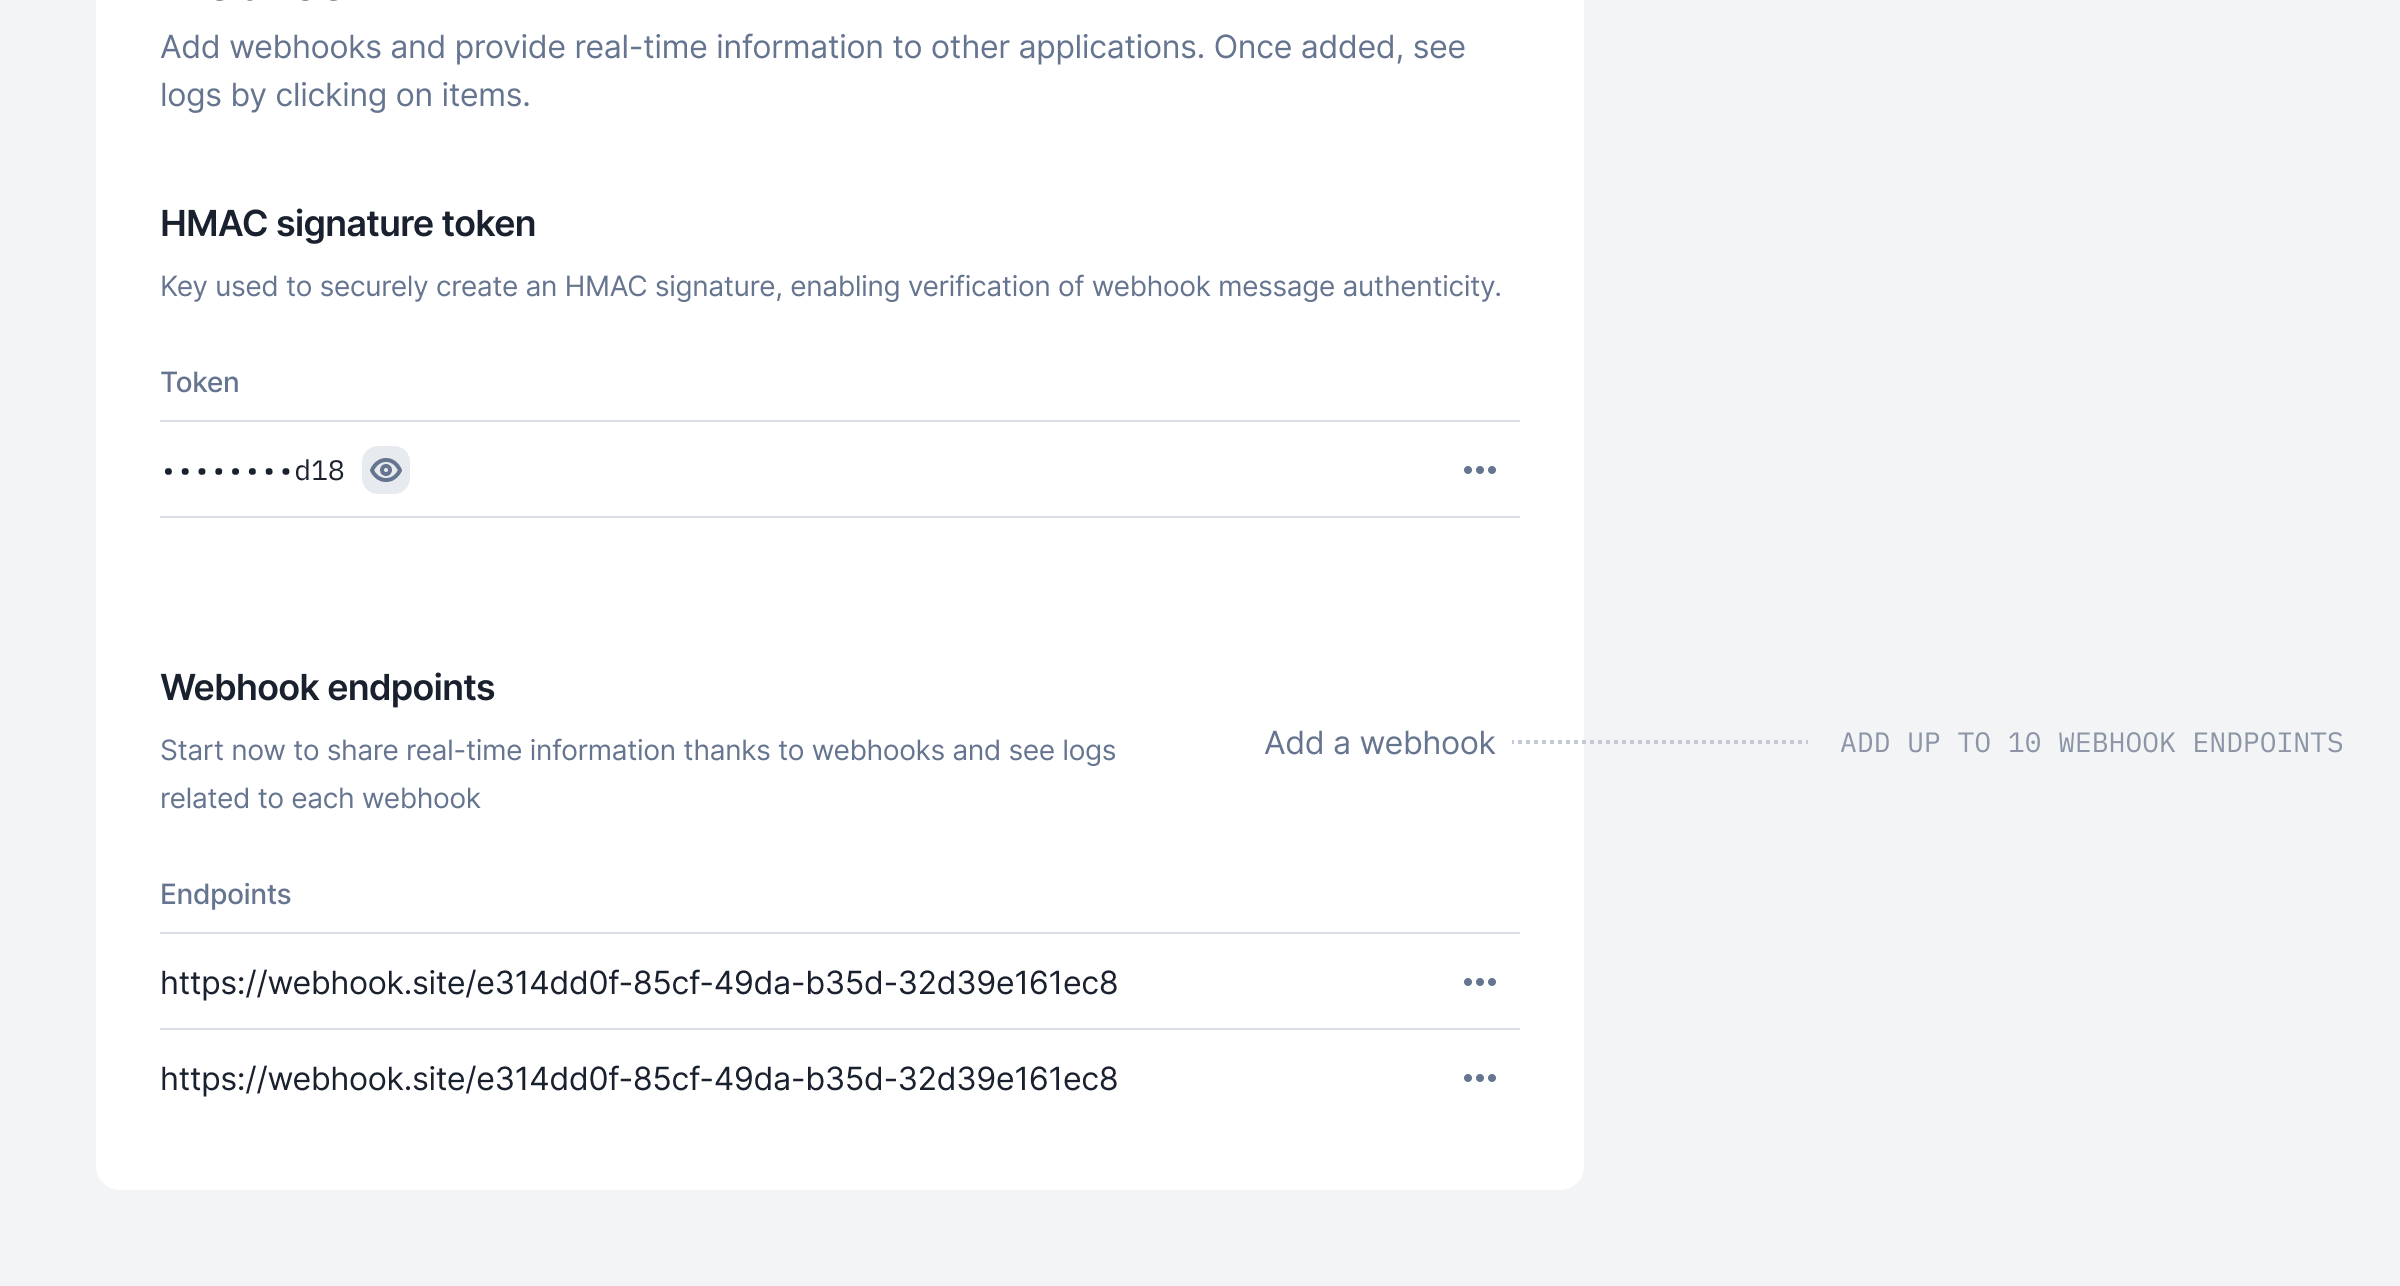 Add webhooks and provide real-time information to other applications. Once added, see
logs by clicking on items.
HMAC signature token
Key used to securely create an HMAC signature, enabling verification of webhook message authenticity.
Token
••••••••d18
Webhook endpoints
Start now to share real-time information thanks to webhooks and see logs
related to each webhook
Add a webhook
ADD UP TO 10 WEBHOOK ENDPOINTS
Endpoints
https://webhook.site/e314dd0f-85cf-49da-b35d-32d39e161ec8
https://webhook.site/e314dd0f-85cf-49da-b35d-32d39e161ec8